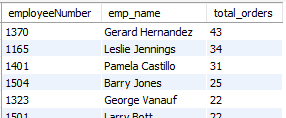 employeeNumber emp_name total_orders
1370 Gerard Hernandez 43
1165 Leslie Jennings 34
1401 Pamela Castillo 31
1504 Barry Jones 25
1323 George Vanauf 22
1501 Larry Bott 22